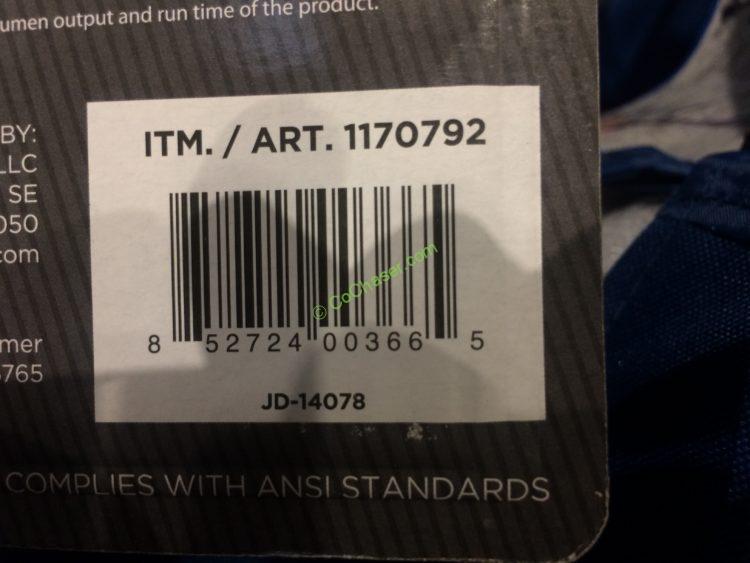 umen output and run time of the product.
BY:
LLC
SE
050
com
mer
765
ITM. / ART. 1170792
© CoChaser.com
8 52724 00366 5
JD-14078
COMPLIES WITH ANSI STANDARDS